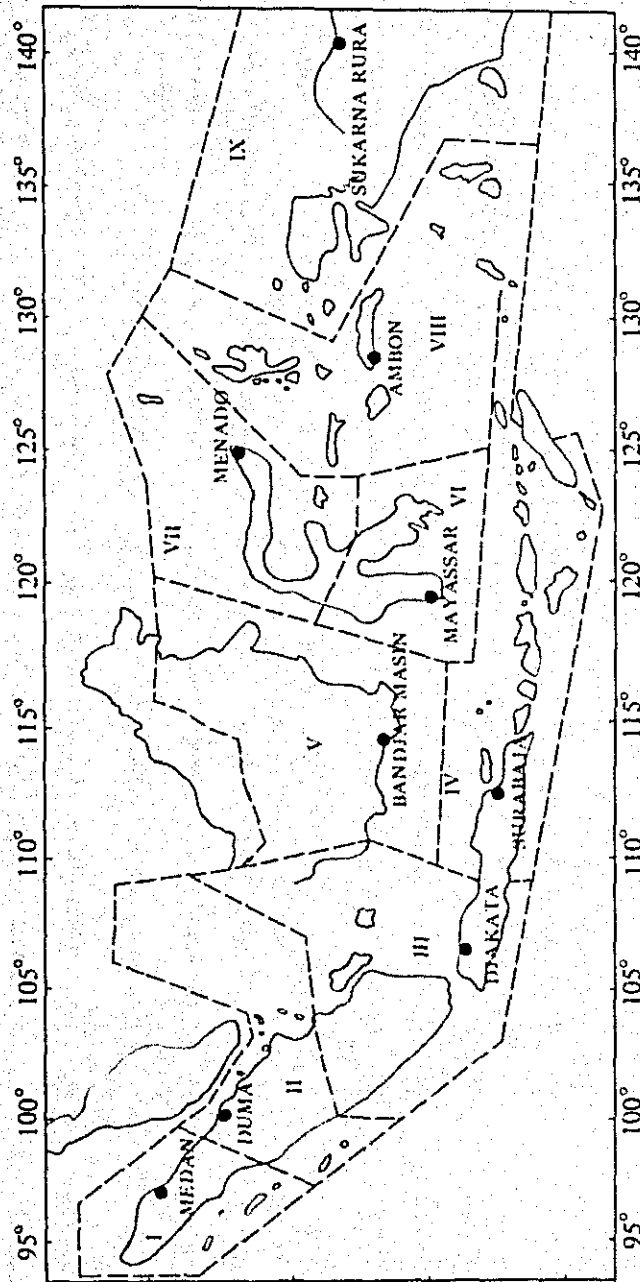 95°
100°
105°
110°
115°
120°
125°
130°
135°
140°
I
MEDAN
DUMAI
II
III
DJAKATA
IV
SURABAJA
V
BANDJAR MASIN
VI
MAYASSAR
VII
MENADO
VIII
AMBON
IX
SUKARNA RURA
95°
100°
105°
110°
115°
120°
125°
130°
135°
140°